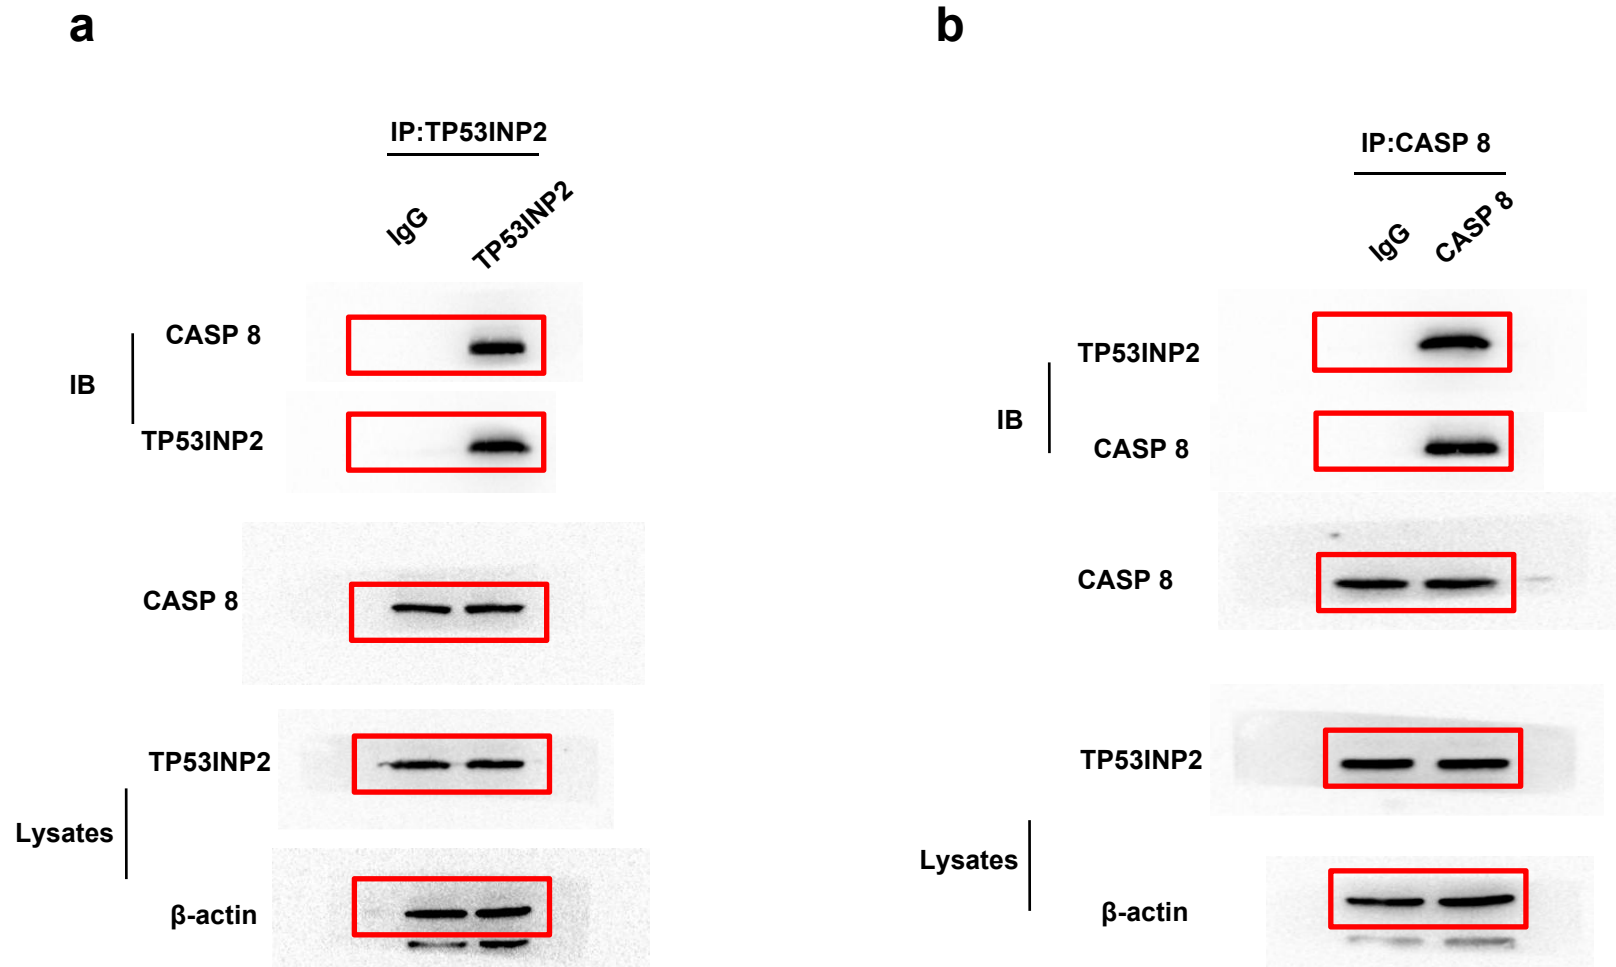 a
IP:TP53INP2
IgG
TP53INP2
CASP 8
IB
TP53INP2
CASP 8
TP53INP2
Lysates
β-actin
b
IP:CASP 8
IgG
CASP 8
TP53INP2
IB
CASP 8
CASP 8
TP53INP2
Lysates
β-actin